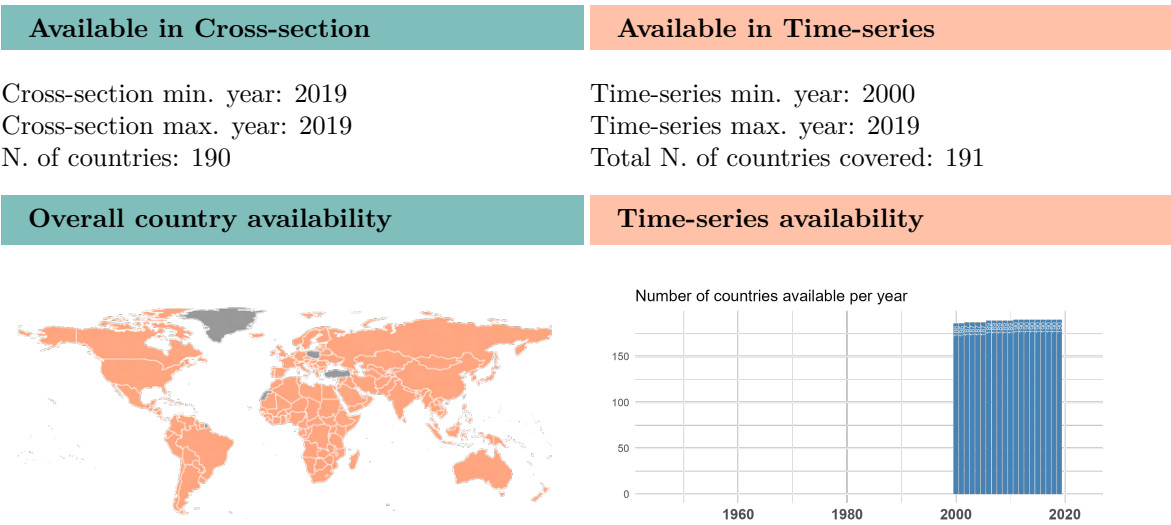 Available in Cross-section
Available in Time-series
Cross-section min. year: 2019
Cross-section max. year: 2019
N. of countries: 190
Time-series min. year: 2000
Time-series max. year: 2019
Total N. of countries covered: 191
Overall country availability
Time-series availability
Number of countries available per year
150
100
50
0
1960
1980
2000
2020